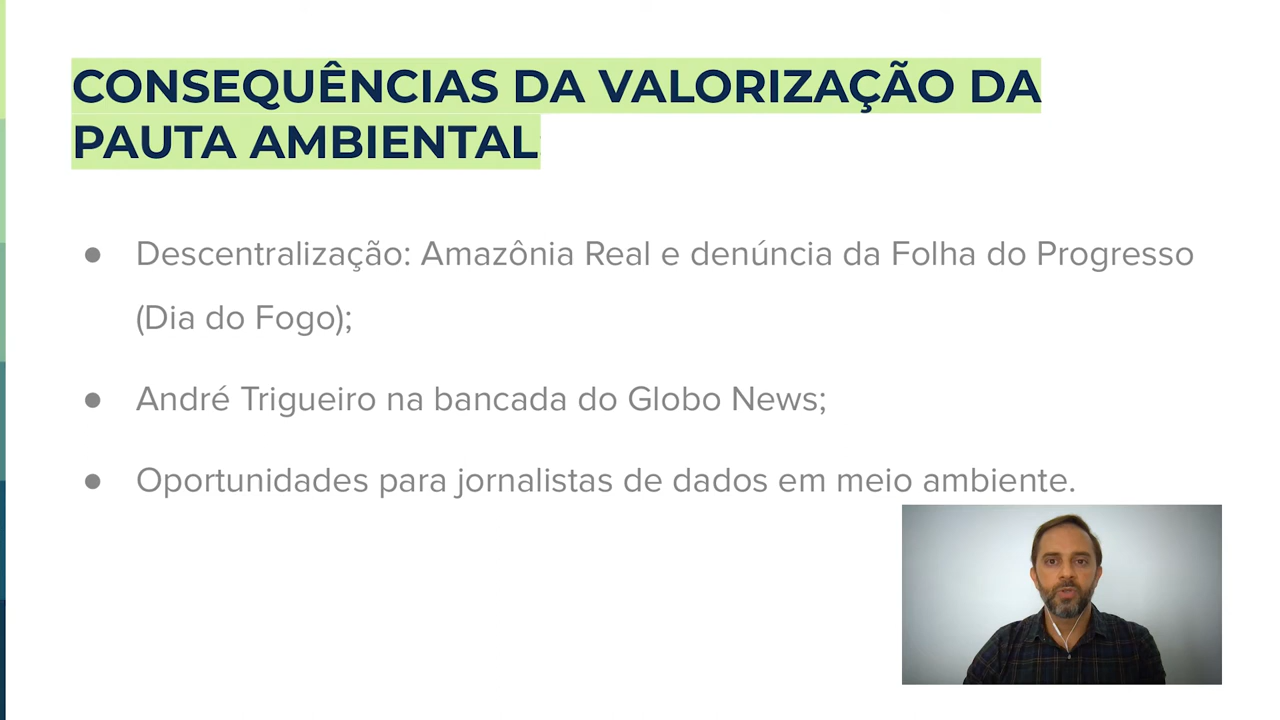 CONSEQUÊNCIAS DA VALORIZAÇÃO DA
PAUTA AMBIENTAL
● Descentralização: Amazônia Real e denúncia da Folha do Progresso
(Dia do Fogo);
● André Trigueiro na bancada do Globo News;
● Oportunidades para jornalistas de dados em meio ambiente.